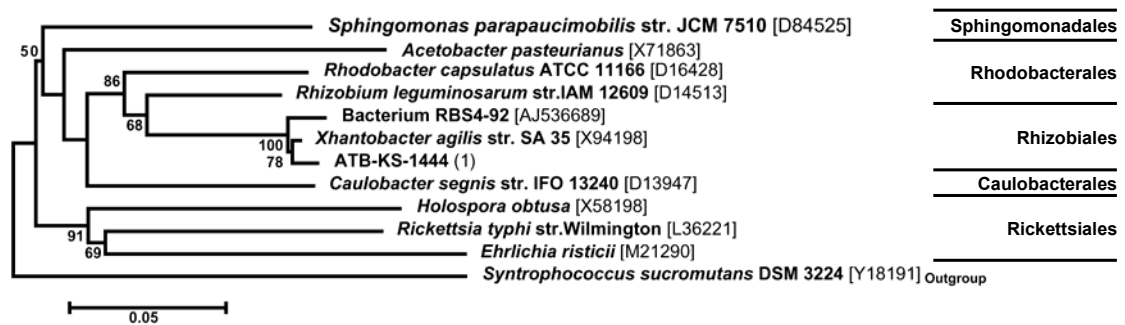 Sphingomonas parapaucimobilis str. JCM 7510 [D84525]
Sphingomonadales
50
Acetobacter pasteurianus [X71863]
86
Rhodobacter capsulatus ATCC 11166 [D16428]
Rhodobacterales
Rhizobium leguminosarum str.IAM 12609 [D14513]
68
Bacterium RBS4-92 [AJ536689]
100
Xhantobacter agilis str. SA 35 [X94198]
Rhizobiales
78
ATB-KS-1444 (1)
Caulobacter segnis str. IFO 13240 [D13947]
Caulobacterales
Holospora obtusa [X58198]
91
Rickettsia typhi str.Wilmington [L36221]
Rickettsiales
69
Ehrlichia risticii [M21290]
Syntrophococcus sucromutans DSM 3224 [Y18191] Outgroup
0.05